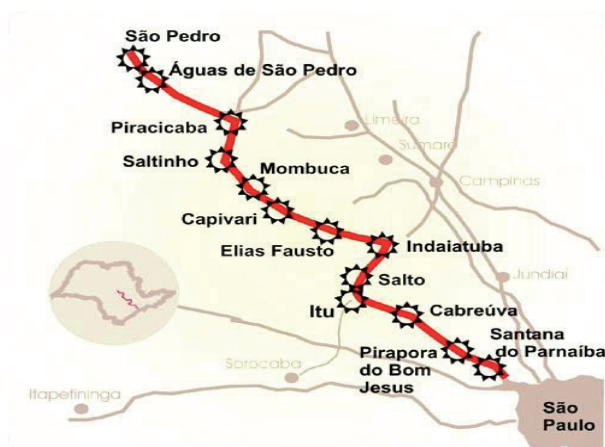 São Pedro
Águas de São Pedro
Piracicaba
Limeira
Sumaré
Saltinho
Mombuca
Campinas
Capivari
Elias Fausto
Indaiatuba
Salto
Jundiaí
Itu
Cabreúva
Santana
do Parnaíba
Pirapora
do Bom
Jesus
Sorocaba
Itapetininga
São
Paulo